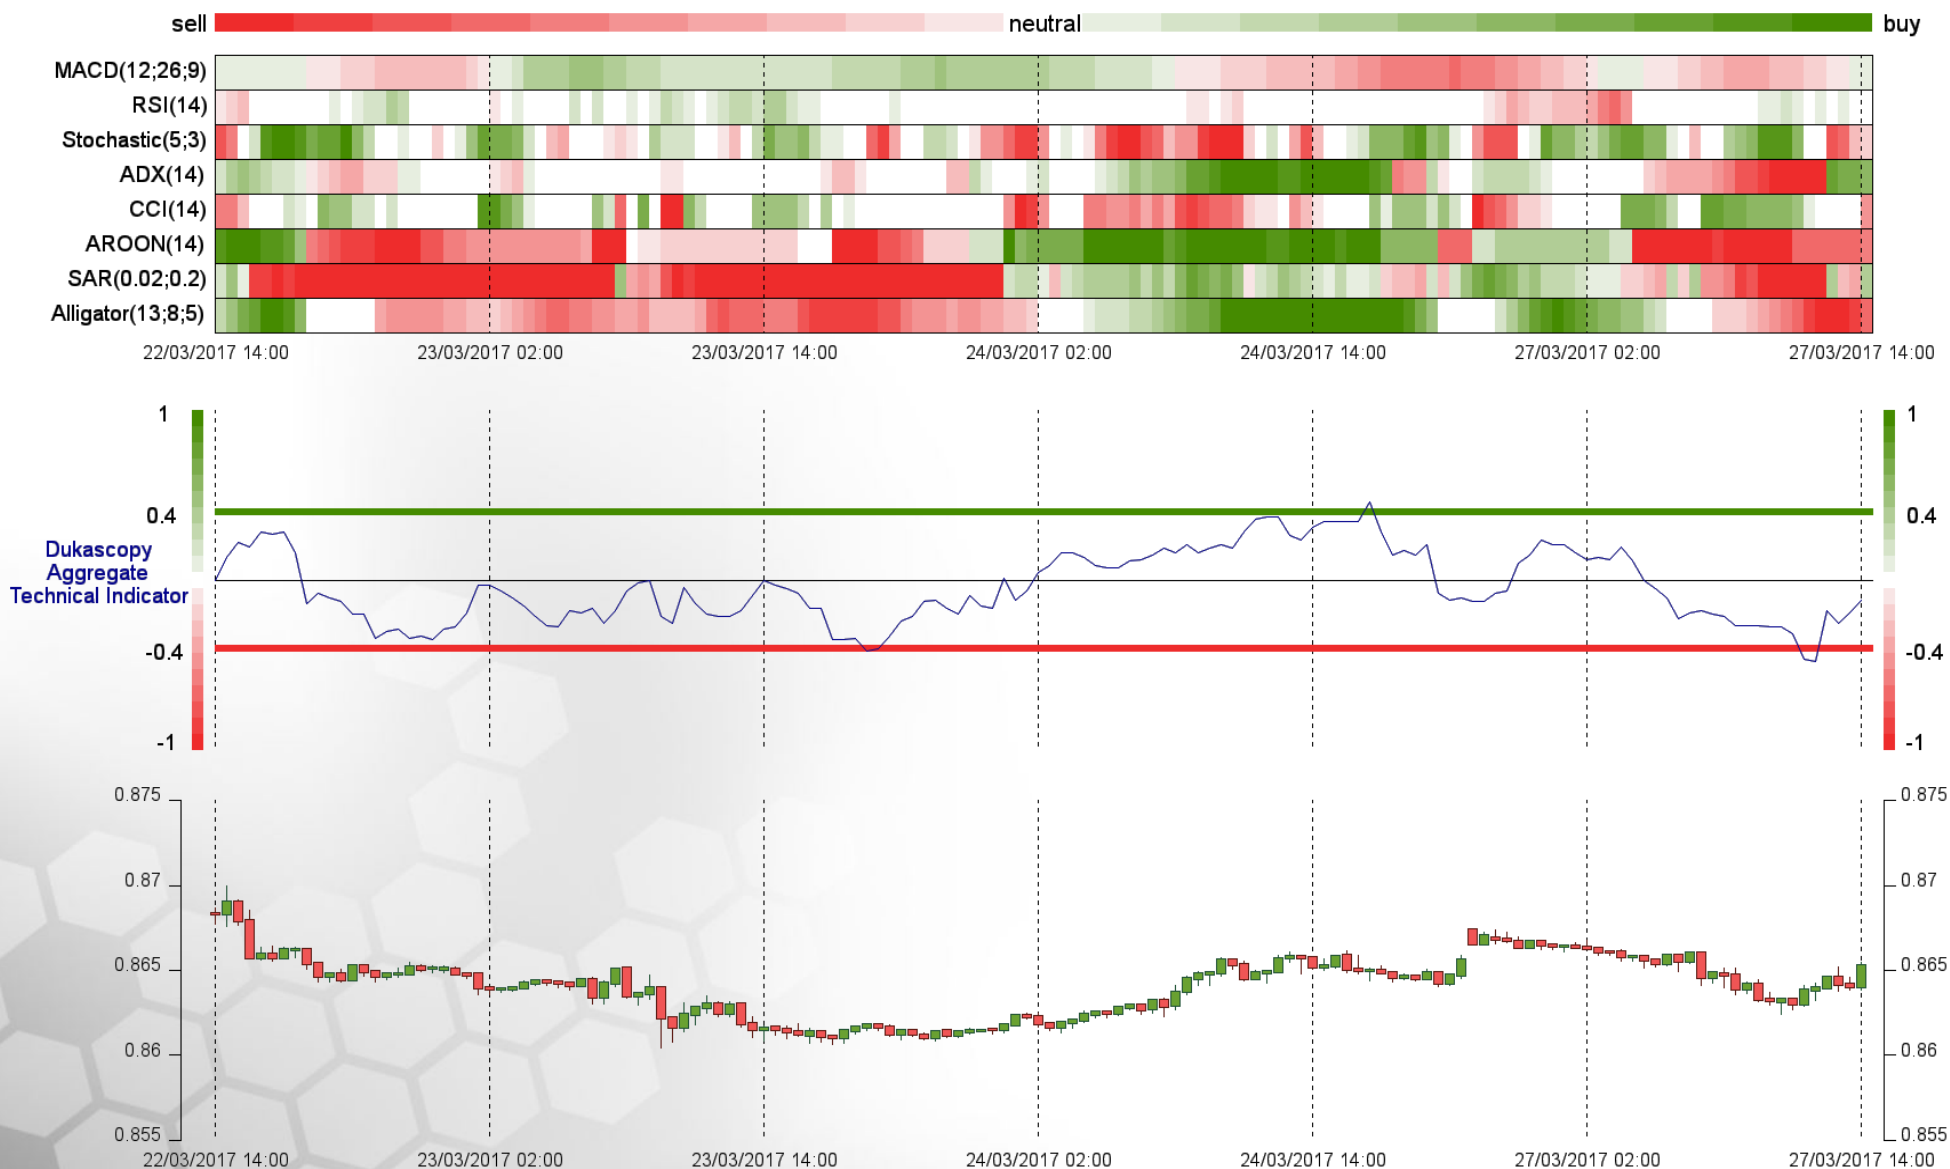 sell neutral buy
MACD(12;26;9)
RSI(14)
Stochastic(5;3)
ADX(14)
CCI(14)
AROON(14)
SAR(0.02;0.2)
Alligator(13;8;5)
22/03/2017 14:00 23/03/2017 02:00 23/03/2017 14:00 24/03/2017 02:00 24/03/2017 14:00 27/03/2017 02:00 27/03/2017 14:00
1 1
0.4 0.4
Dukascopy
Aggregate
Technical Indicator
-0.4 -0.4
-1 -1
0.875 0.875
0.87 0.87
0.865 0.865
0.86 0.86
0.855 0.855
22/03/2017 14:00 23/03/2017 02:00 23/03/2017 14:00 24/03/2017 02:00 24/03/2017 14:00 27/03/2017 02:00 27/03/2017 14:00